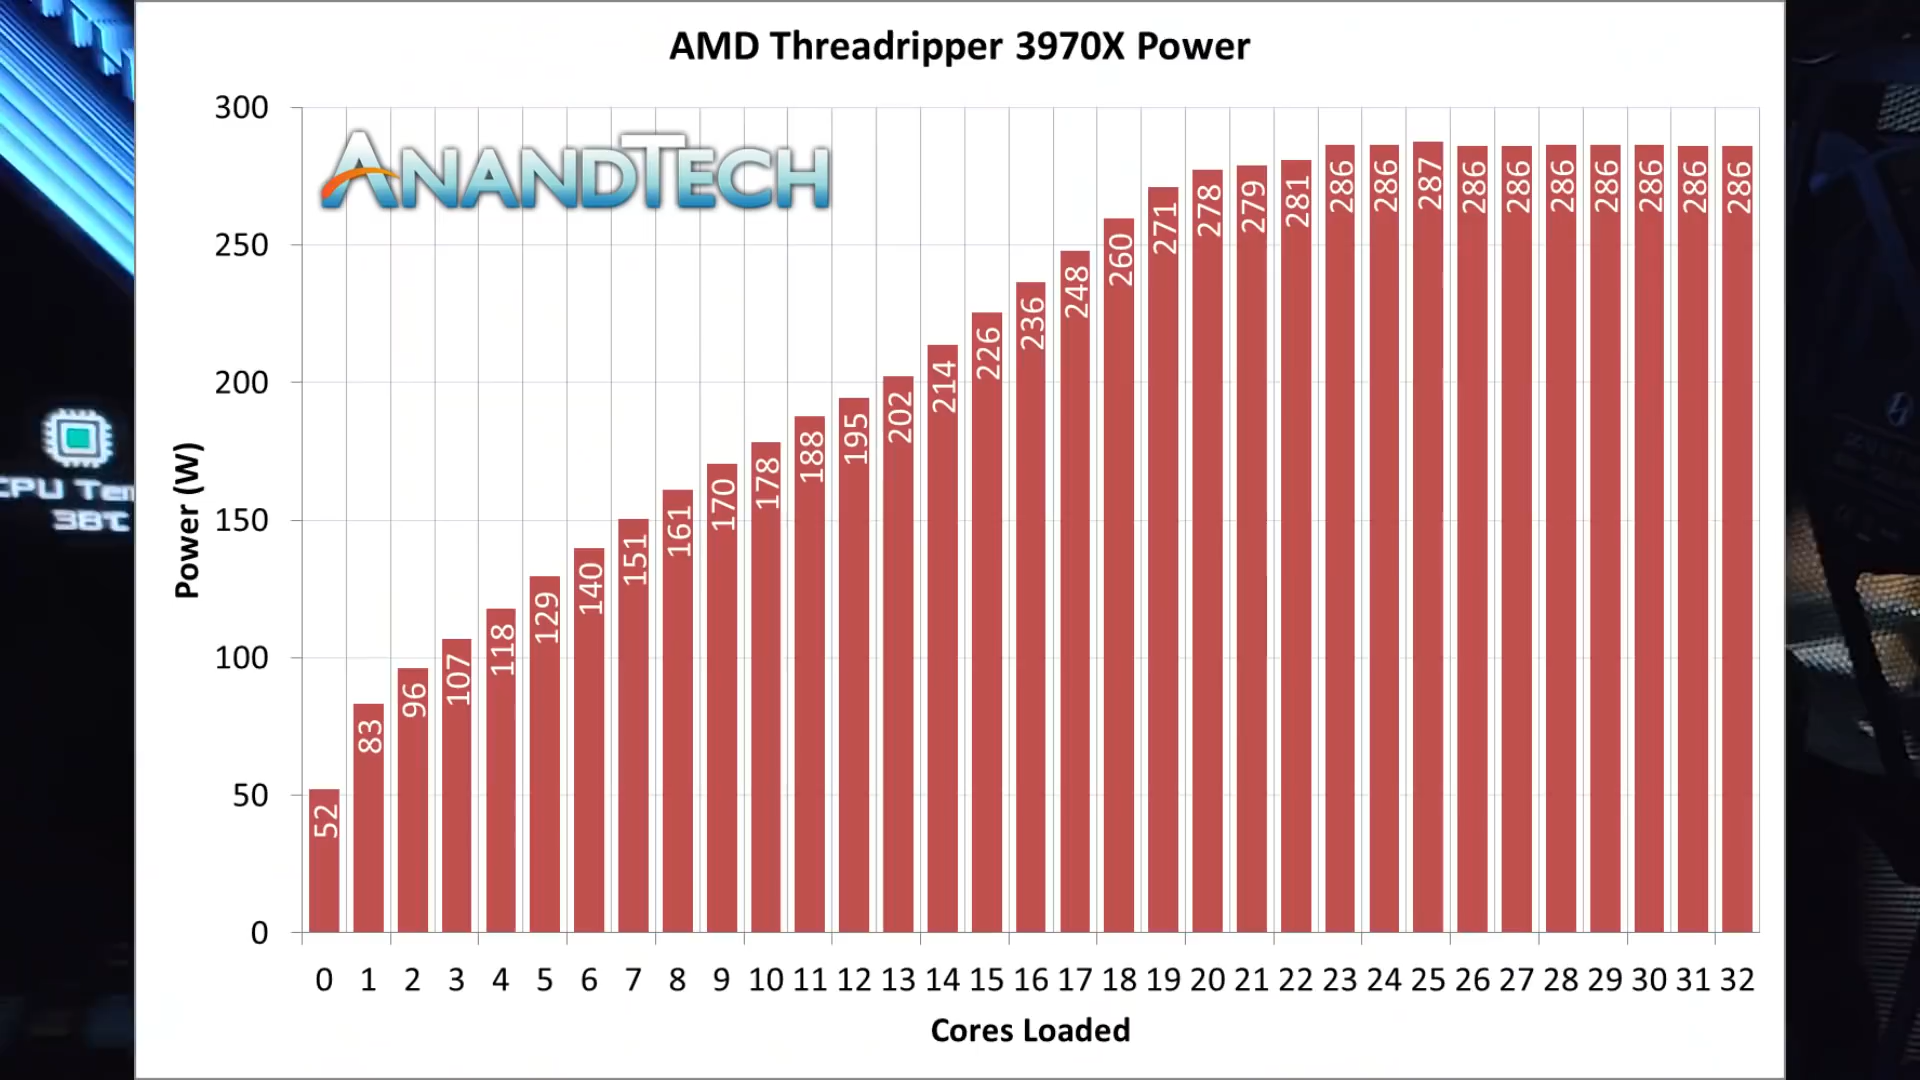 AMD Threadripper 3970X Power
ANANDTECH
300
250
200
150
100
50
0
Power (W)
52 83 96 107 118 129 140 151 161 170 178 188 195 202 214 226 236 248 260 271 278 279 281 286 286 287 286 286 286 286 286 286 286
0 1 2 3 4 5 6 7 8 9 10 11 12 13 14 15 16 17 18 19 20 21 22 23 24 25 26 27 28 29 30 31 32
Cores Loaded
CPU
38°C